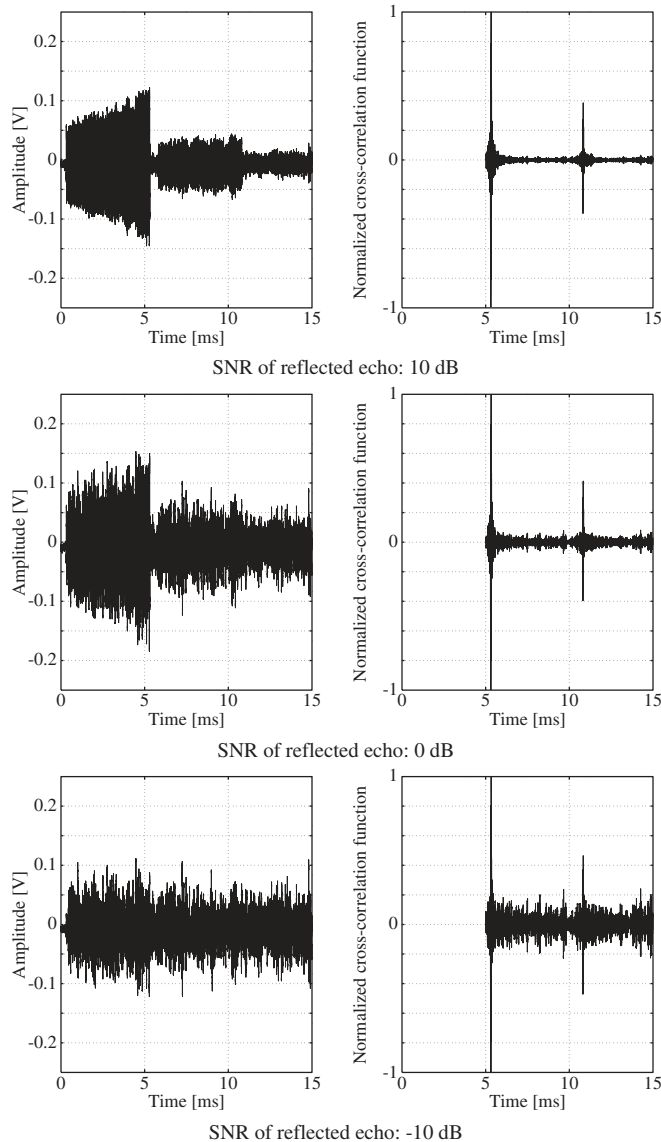 0.2
0.1
0
-0.1
-0.2
Amplitude [V]
0 5 10 15
Time [ms]
1
0
-1
Normalized cross-correlation function
0 5 10 15
Time [ms]
SNR of reflected echo: 10 dB
0.2
0.1
0
-0.1
-0.2
Amplitude [V]
0 5 10 15
Time [ms]
1
0
-1
Normalized cross-correlation function
0 5 10 15
Time [ms]
SNR of reflected echo: 0 dB
0.2
0.1
0
-0.1
-0.2
Amplitude [V]
0 5 10 15
Time [ms]
1
0
-1
Normalized cross-correlation function
0 5 10 15
Time [ms]
SNR of reflected echo: -10 dB